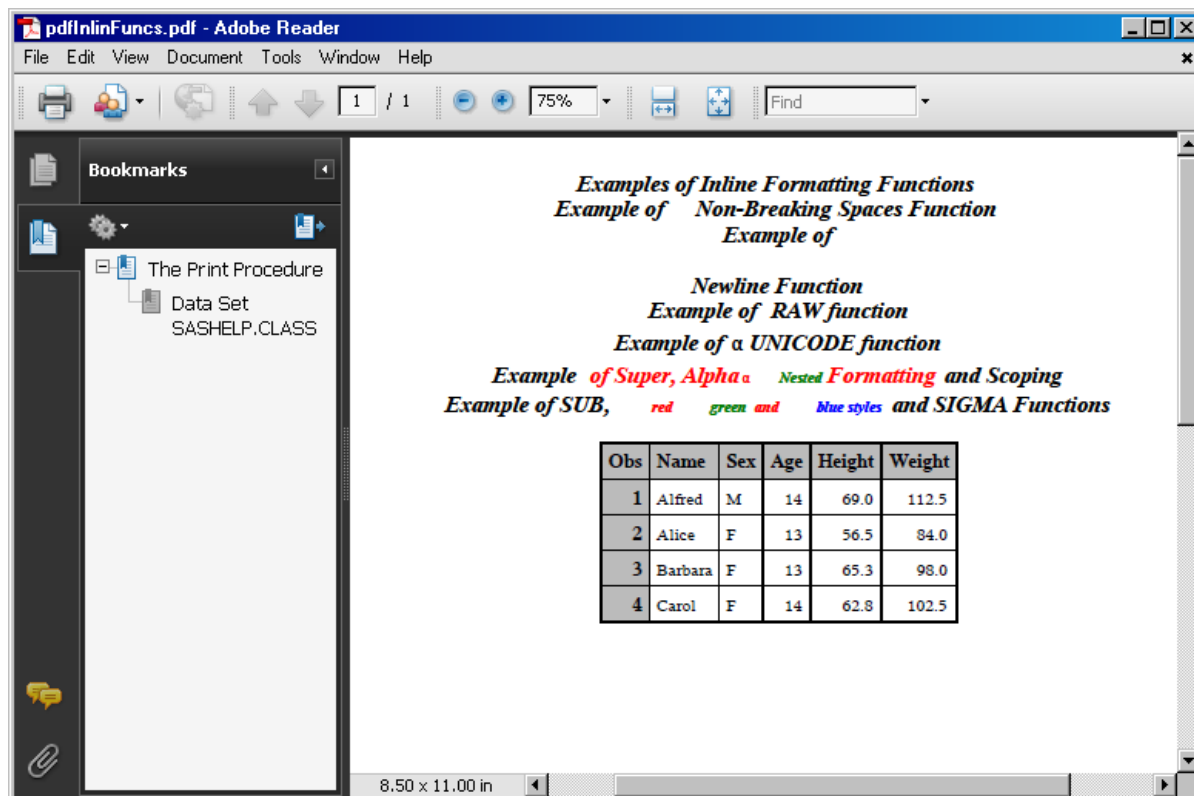 pdfInlinFuncs.pdf - Adobe Reader
File Edit View Document Tools Window Help
1 / 1 75% Find
Bookmarks
The Print Procedure
Data Set
SASHELP.CLASS
Examples of Inline Formatting Functions
Example of Non-Breaking Spaces Function
Example of
Newline Function
Example of RAW function
Example of α UNICODE function
Example of Super, Alpha α Nested Formatting and Scoping
Example of SUB, red green and blue styles and SIGMA Functions
Obs Name Sex Age Height Weight
1 Alfred M 14 69.0 112.5
2 Alice F 13 56.5 84.0
3 Barbara F 13 65.3 98.0
4 Carol F 14 62.8 102.5
8.50 x 11.00 in